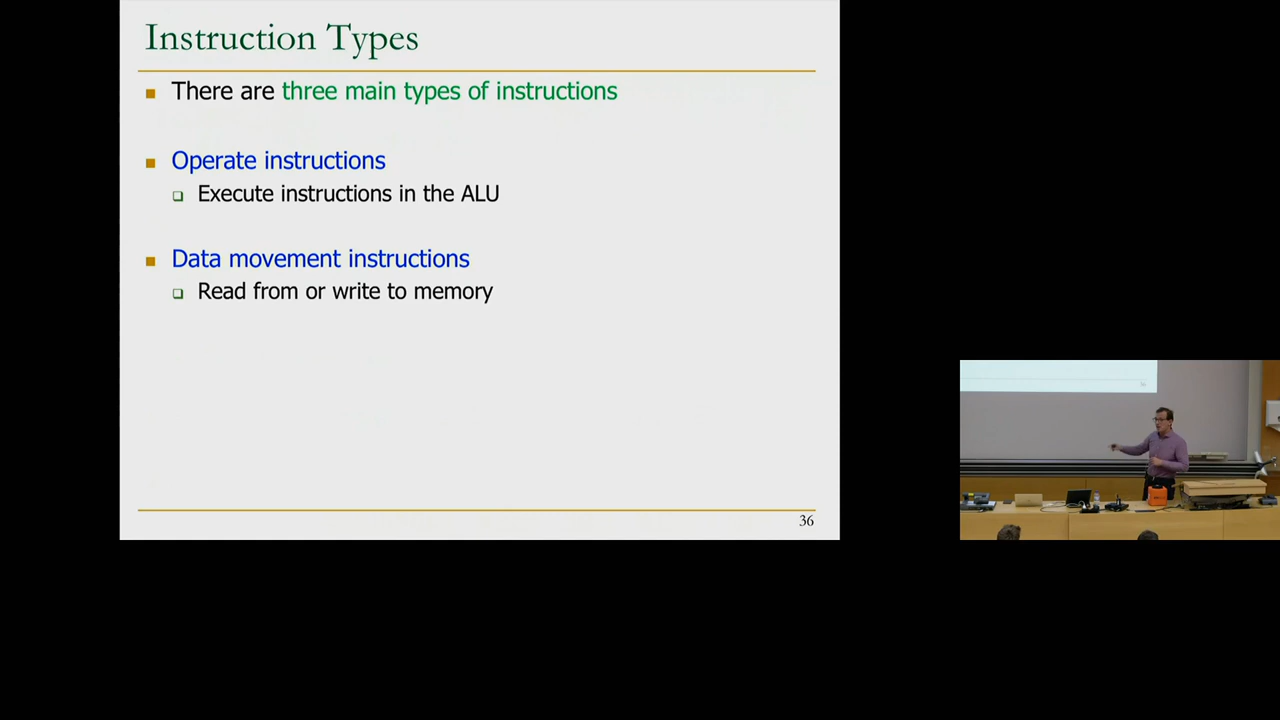 Instruction Types
There are three main types of instructions
Operate instructions
Execute instructions in the ALU
Data movement instructions
Read from or write to memory
36